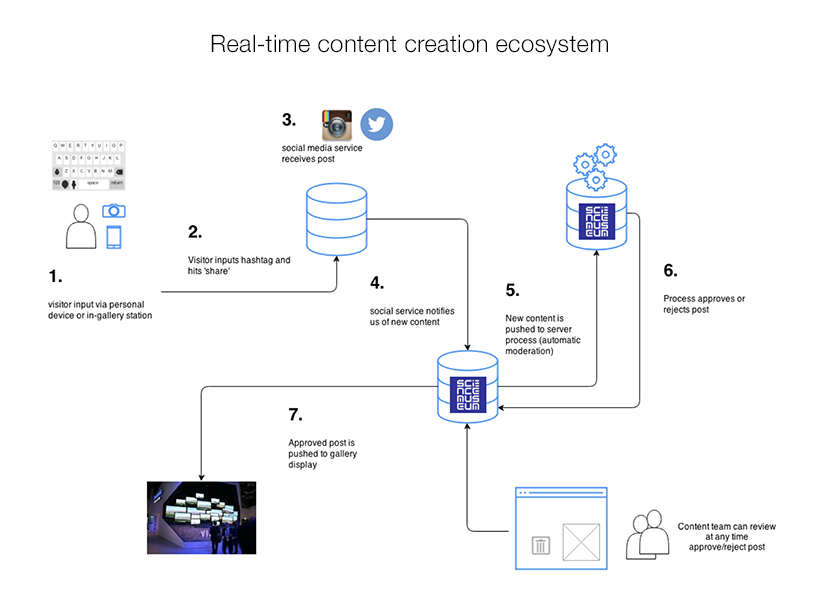 Real-time content creation ecosystem
3.
social media service
receives post
Q W E R T Y U I O P
A S D F G H J K L
Z X C V B N M
123 space return
2.
Visitor inputs hashtag and
hits 'share'
1.
visitor input via personal
device or in-gallery station
4.
social service notifies
us of new content
5.
New content is
pushed to server
process (automatic
moderation)
6.
Process approves or
rejects post
SCI
ENCE
MUS
EUM
SCI
ENCE
MUS
EUM
7.
Approved post is
pushed to gallery
display
Content team can review
at any time
approve/reject post